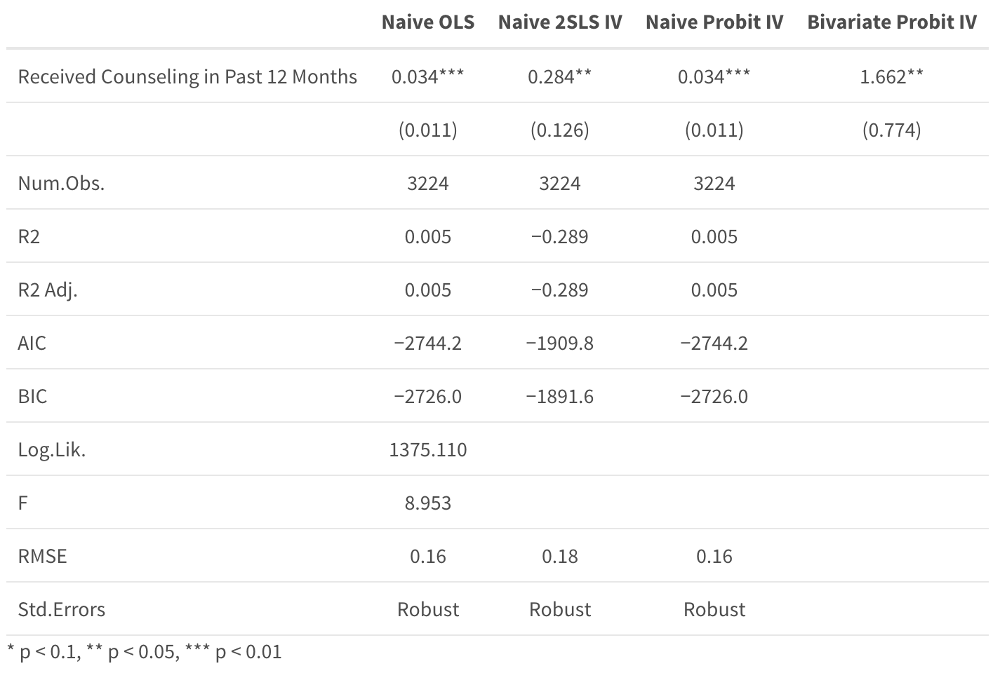 Naive OLS Naive 2SLS IV Naive Probit IV Bivariate Probit IV
Received Counseling in Past 12 Months 0.034*** 0.284** 0.034*** 1.662**
(0.011) (0.126) (0.011) (0.774)
Num.Obs. 3224 3224 3224
R2 0.005 −0.289 0.005
R2 Adj. 0.005 −0.289 0.005
AIC −2744.2 −1909.8 −2744.2
BIC −2726.0 −1891.6 −2726.0
Log.Lik. 1375.110
F 8.953
RMSE 0.16 0.18 0.16
Std.Errors Robust Robust Robust
* p < 0.1, ** p < 0.05, *** p < 0.01